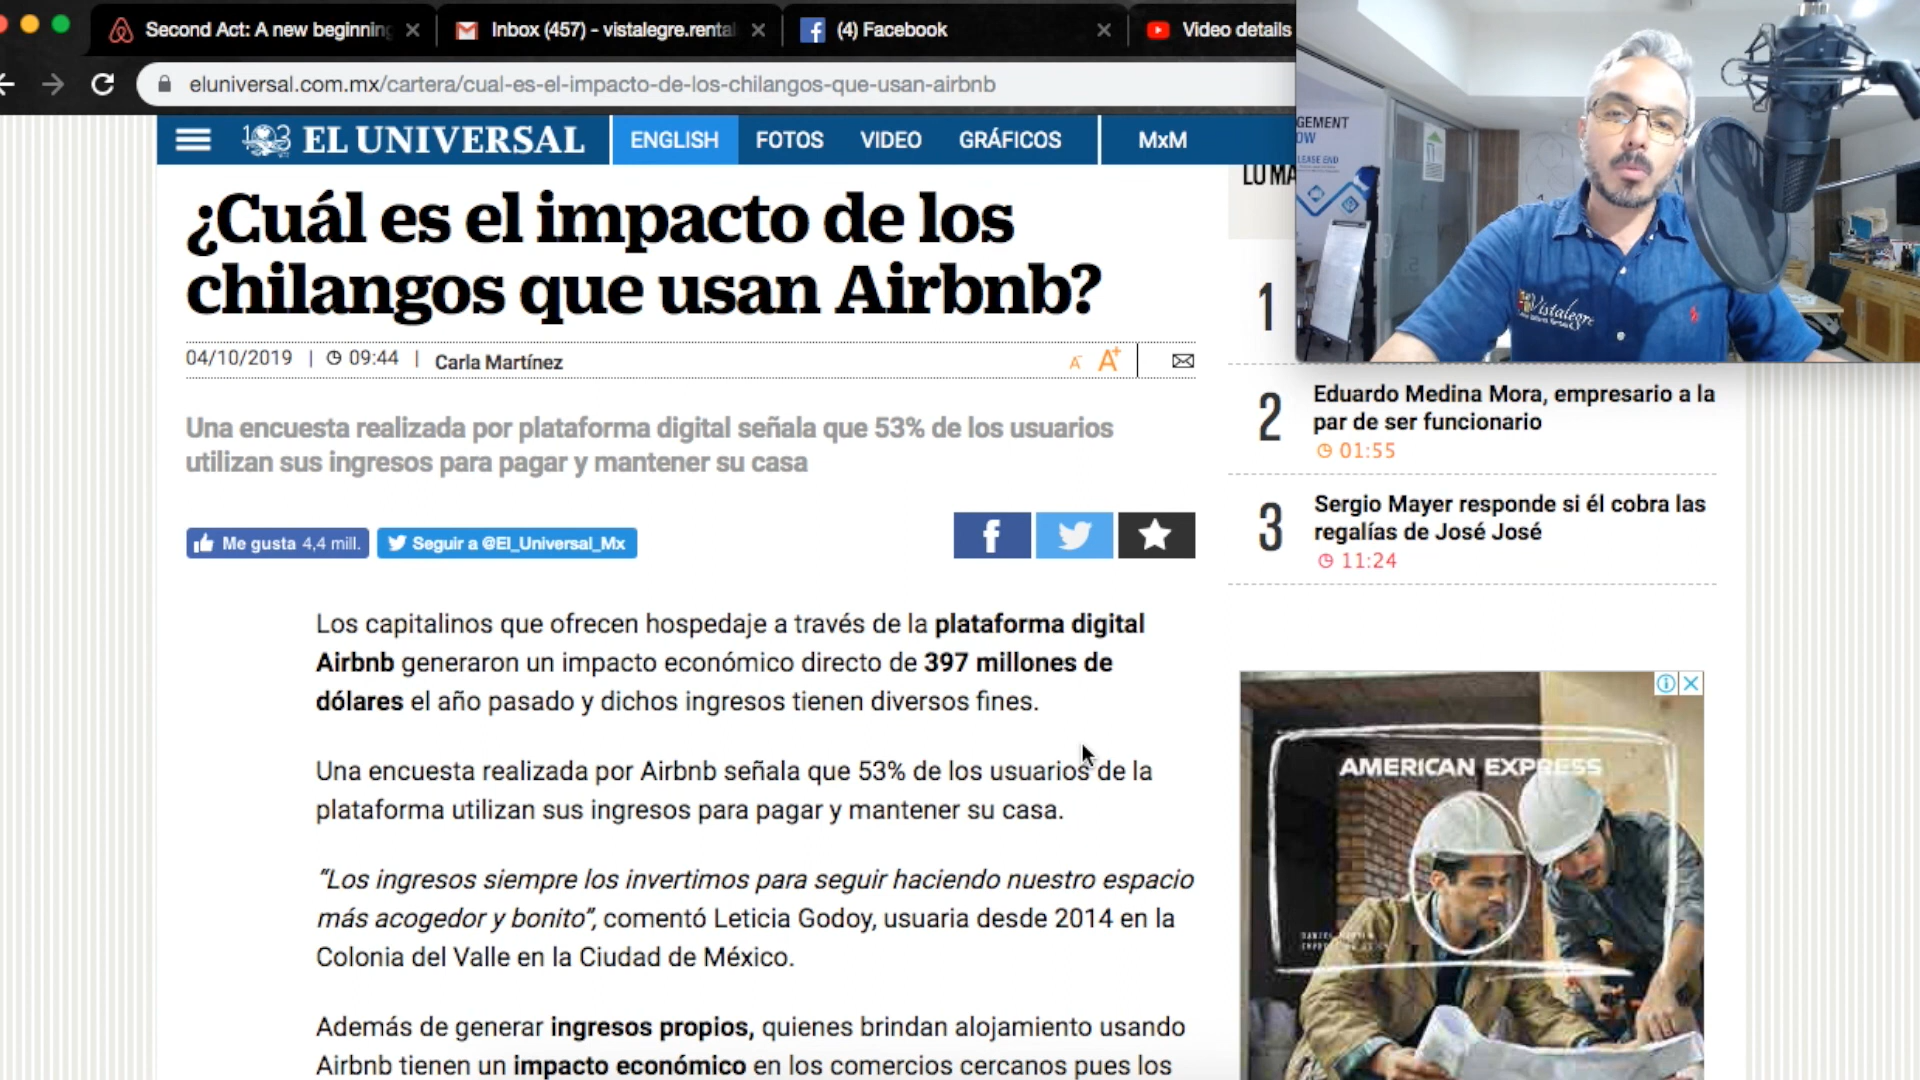 Second Act: A new beginning
Inbox (457) - vistalegre.renta
(4) Facebook
Video details
eluniversal.com.mx/cartera/cual-es-el-impacto-de-los-chilangos-que-usan-airbnb
103 EL UNIVERSAL
ENGLISH
FOTOS
VIDEO
GRÁFICOS
MxM
GEMENT
OW
LEASE END
Vistalegre
¿Cuál es el impacto de los
chilangos que usan Airbnb?
04/10/2019 | 09:44 | Carla Martínez
A- A+
Una encuesta realizada por plataforma digital señala que 53% de los usuarios
utilizan sus ingresos para pagar y mantener su casa
Me gusta 4,4 mill.
Seguir a @El_Universal_Mx
Los capitalinos que ofrecen hospedaje a través de la plataforma digital
Airbnb generaron un impacto económico directo de 397 millones de
dólares el año pasado y dichos ingresos tienen diversos fines.
Una encuesta realizada por Airbnb señala que 53% de los usuarios de la
plataforma utilizan sus ingresos para pagar y mantener su casa.
“Los ingresos siempre los invertimos para seguir haciendo nuestro espacio
más acogedor y bonito”, comentó Leticia Godoy, usuaria desde 2014 en la
Colonia del Valle en la Ciudad de México.
Además de generar ingresos propios, quienes brindan alojamiento usando
Airbnb tienen un impacto económico en los comercios cercanos pues los
LO MÁ
1
2
Eduardo Medina Mora, empresario a la
par de ser funcionario
01:55
3
Sergio Mayer responde si él cobra las
regalías de José José
11:24
AMERICAN EXPRESS